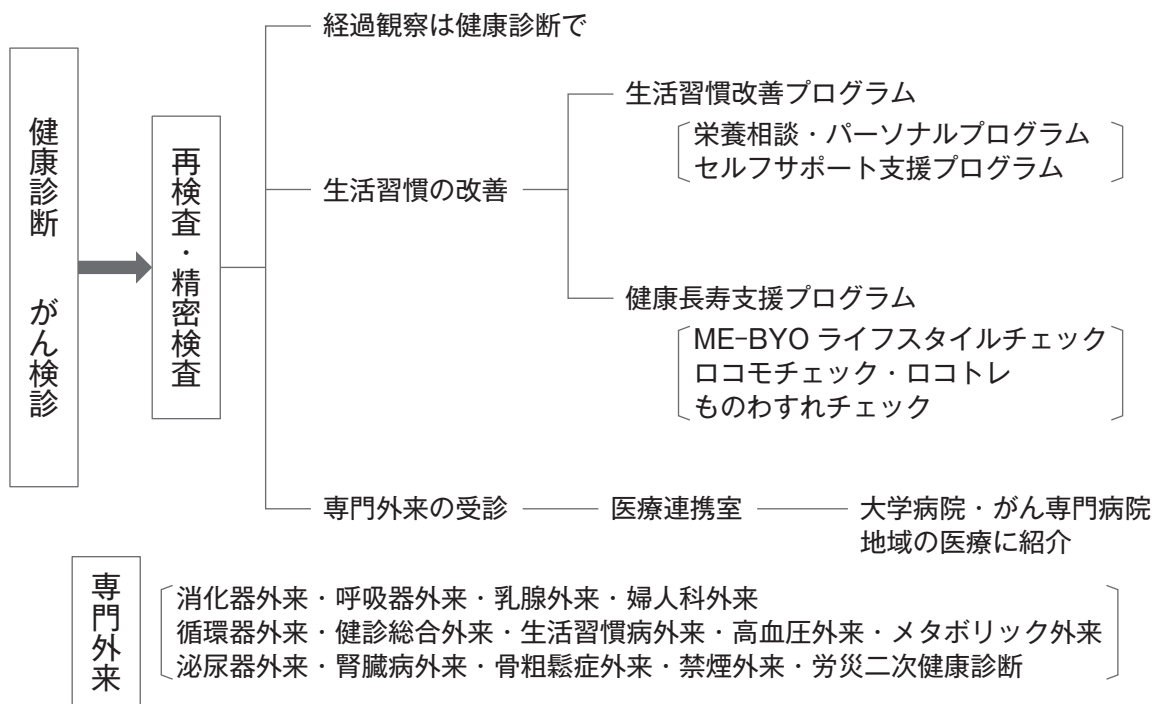 健康診断 がん検診
再検査・精密検査
経過観察は健康診断で
生活習慣の改善
生活習慣改善プログラム
栄養相談・パーソナルプログラム
セルフサポート支援プログラム
健康長寿支援プログラム
ME-BYO ライフスタイルチェック
ロコモチェック・ロコトレ
ものわすれチェック
専門外来の受診
医療連携室
大学病院・がん専門病院
地域の医療に紹介
専門外来
消化器外来・呼吸器外来・乳腺外来・婦人科外来
循環器外来・健診総合外来・生活習慣病外来・高血圧外来・メタボリック外来
泌尿器外来・腎臓病外来・骨粗鬆症外来・禁煙外来・労災二次健康診断